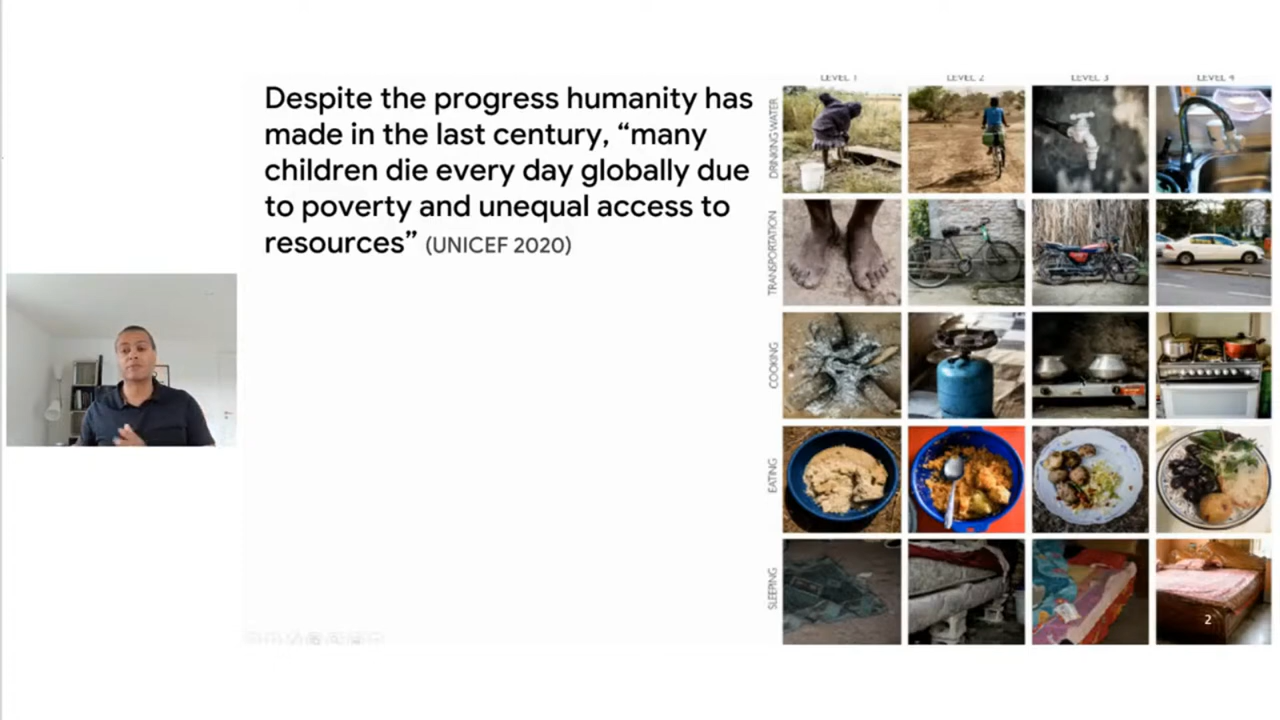 Despite the progress humanity has
made in the last century, “many
children die every day globally due
to poverty and unequal access to
resources” (UNICEF 2020)
LEVEL 1 LEVEL 2 LEVEL 3 LEVEL 4
DRINKING WATER
TRANSPORTATION
COOKING
EATING
SLEEPING
2